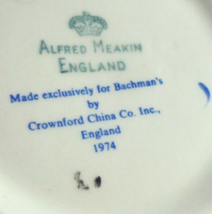 ALFRED MEAKIN
ENGLAND
Made exclusively for Bachman's
by
Crownford China Co. Inc.,
England
1974